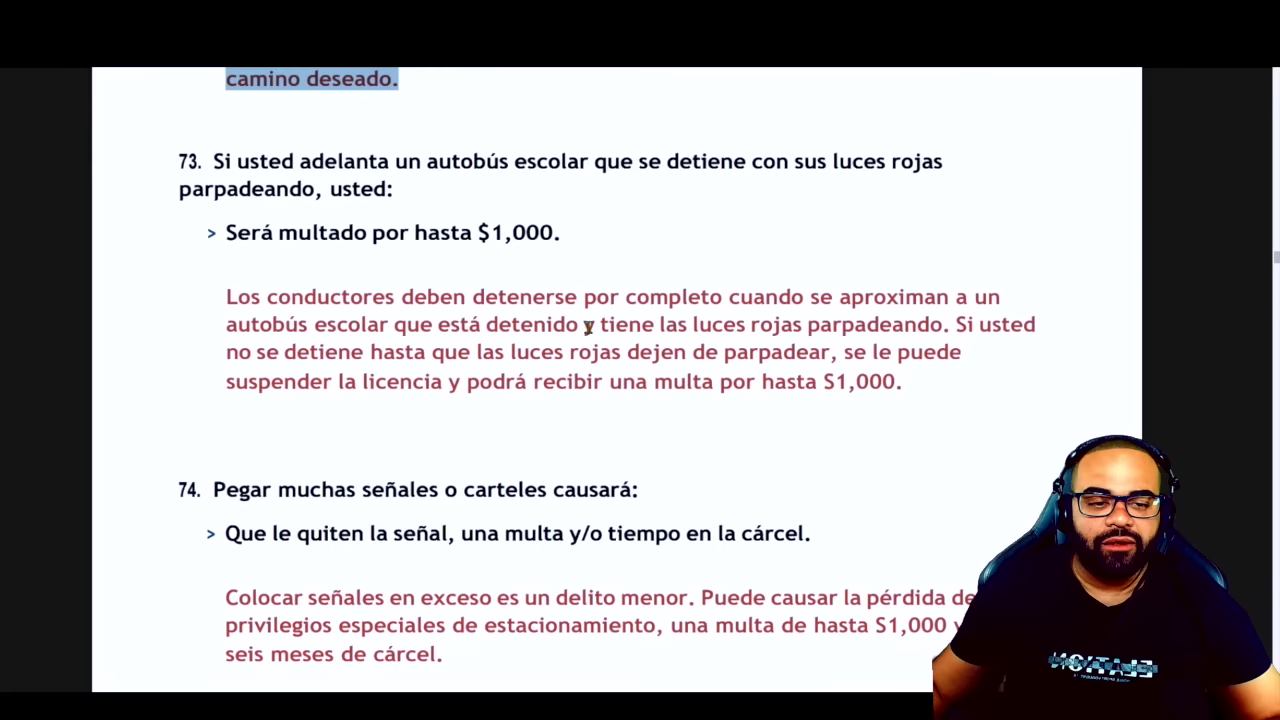 camino deseado.
73. Si usted adelanta un autobús escolar que se detiene con sus luces rojas
parpadeando, usted:
> Será multado por hasta $1,000.
Los conductores deben detenerse por completo cuando se aproximan a un
autobús escolar que está detenido y tiene las luces rojas parpadeando. Si usted
no se detiene hasta que las luces rojas dejen de parpadear, se le puede
suspender la licencia y podrá recibir una multa por hasta $1,000.
74. Pegar muchas señales o carteles causará:
> Que le quiten la señal, una multa y/o tiempo en la cárcel.
Colocar señales en exceso es un delito menor. Puede causar la pérdida de
privilegios especiales de estacionamiento, una multa de hasta $1,000 y
seis meses de cárcel.